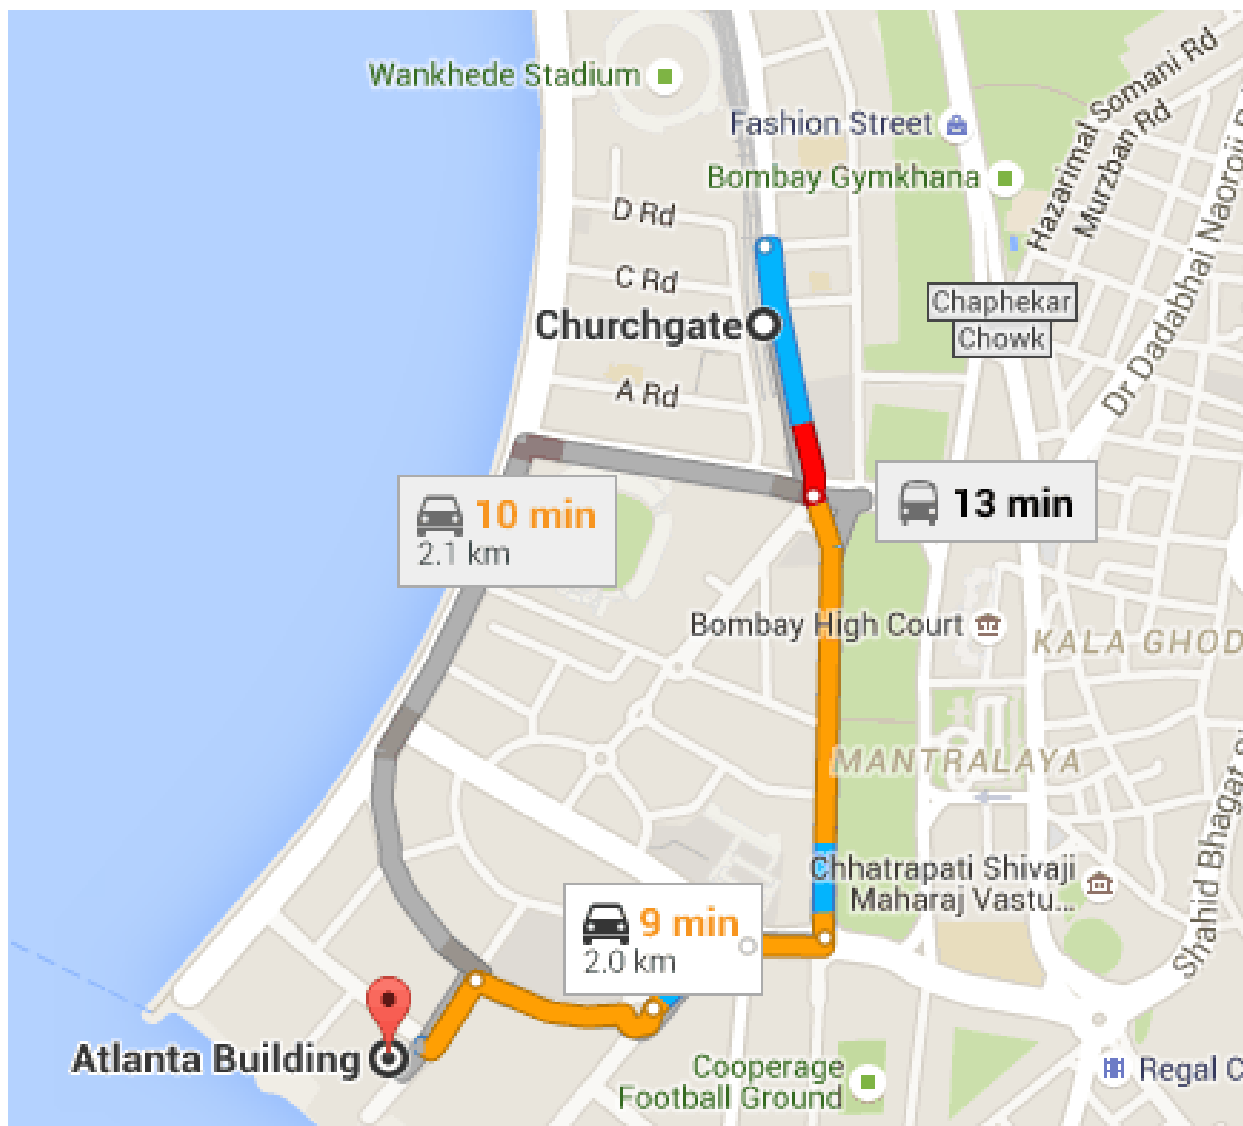 Wankhede Stadium
Fashion Street
Bombay Gymkhana
Hazarimal Somani Rd
Murzban Rd
D Rd
C Rd
Chaphekar
Chowk
Churchgate
A Rd
10 min
2.1 km
13 min
Bombay High Court
MANTRALAYA
Chhatrapati Shivaji
Maharaj Vastu...
9 min
2.0 km
Atlanta Building
Cooperage
Football Ground
Regal C
KALA GHOD
Dr Dadabhai Naoroji
Shahid Bhagat